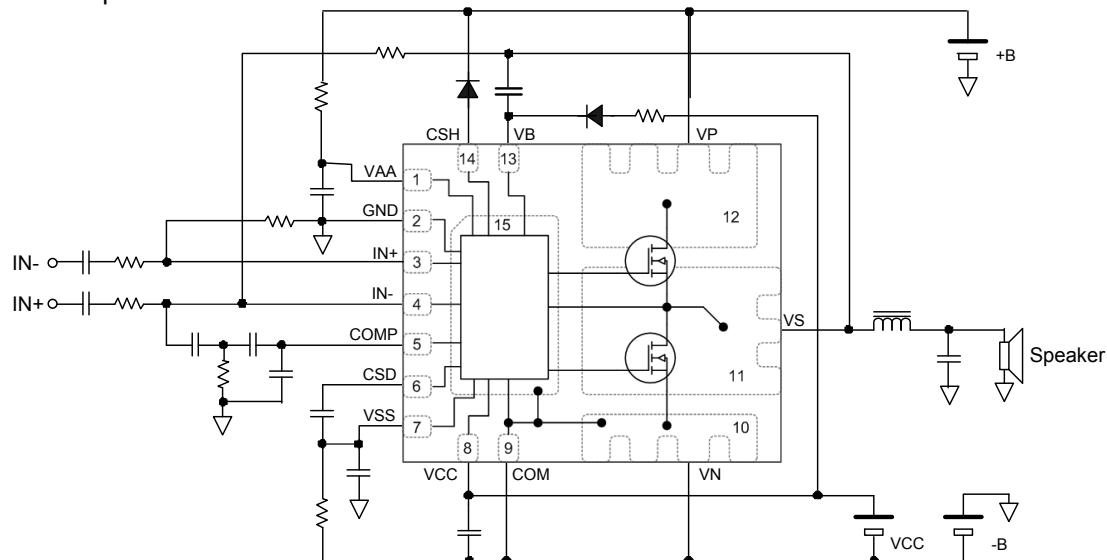 +B
CSH
VB
VP
14
13
VAA
1
12
GND
2
15
IN-
IN+
3
IN+
IN-
4
VS
COMP
5
Speaker
CSD
6
11
VSS
7
10
8
9
VCC
COM
VN
VCC
-B